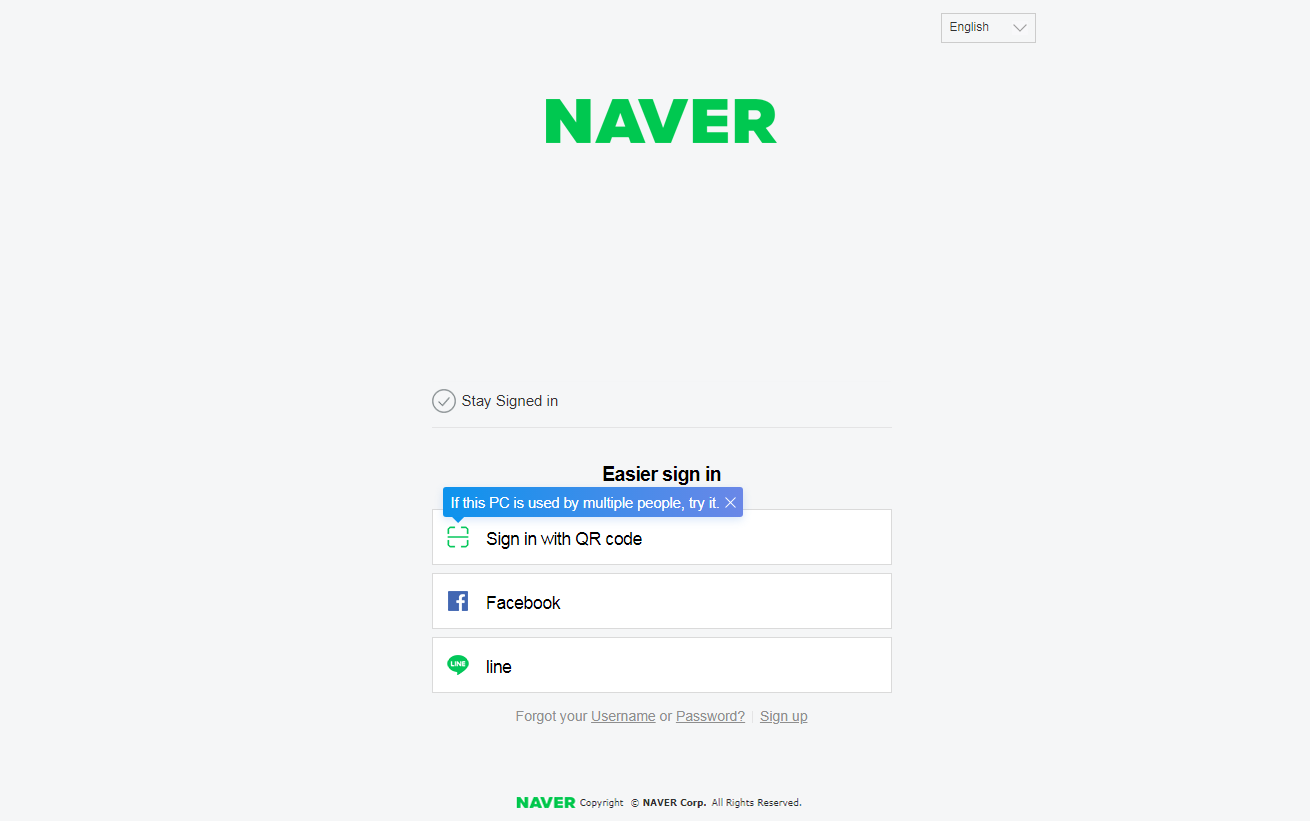 English
NAVER
Stay Signed in
Easier sign in
If this PC is used by multiple people, try it.
Sign in with QR code
Facebook
LINE line
Forgot your Username or Password? Sign up
NAVER Copyright © NAVER Corp. All Rights Reserved.